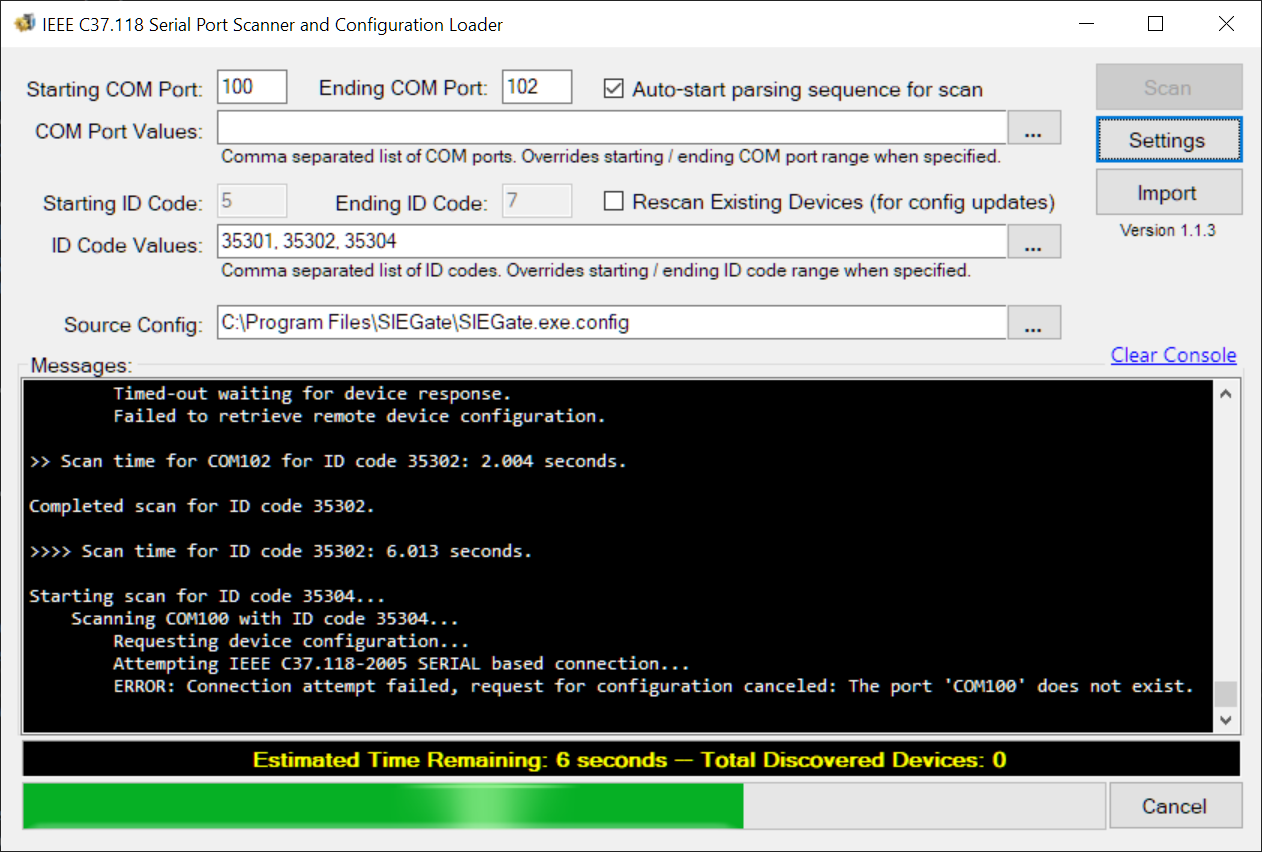 IEEE C37.118 Serial Port Scanner and Configuration Loader
Starting COM Port: 100 Ending COM Port: 102 Auto-start parsing sequence for scan Scan
COM Port Values: ... Settings
Comma separated list of COM ports. Overrides starting / ending COM port range when specified.
Starting ID Code: 5 Ending ID Code: 7 Rescan Existing Devices (for config updates) Import
Version 1.1.3
ID Code Values: 35301, 35302, 35304 ...
Comma separated list of ID codes. Overrides starting / ending ID code range when specified.
Source Config: C:\Program Files\SIEGate\SIEGate.exe.config ...
Clear Console
Messages:
Timed-out waiting for device response.
Failed to retrieve remote device configuration.
>> Scan time for COM102 for ID code 35302: 2.004 seconds.
Completed scan for ID code 35302.
>>>> Scan time for ID code 35302: 6.013 seconds.
Starting scan for ID code 35304...
Scanning COM100 with ID code 35304...
Requesting device configuration...
Attempting IEEE C37.118-2005 SERIAL based connection...
ERROR: Connection attempt failed, request for configuration canceled: The port 'COM100' does not exist.
Estimated Time Remaining: 6 seconds — Total Discovered Devices: 0
Cancel